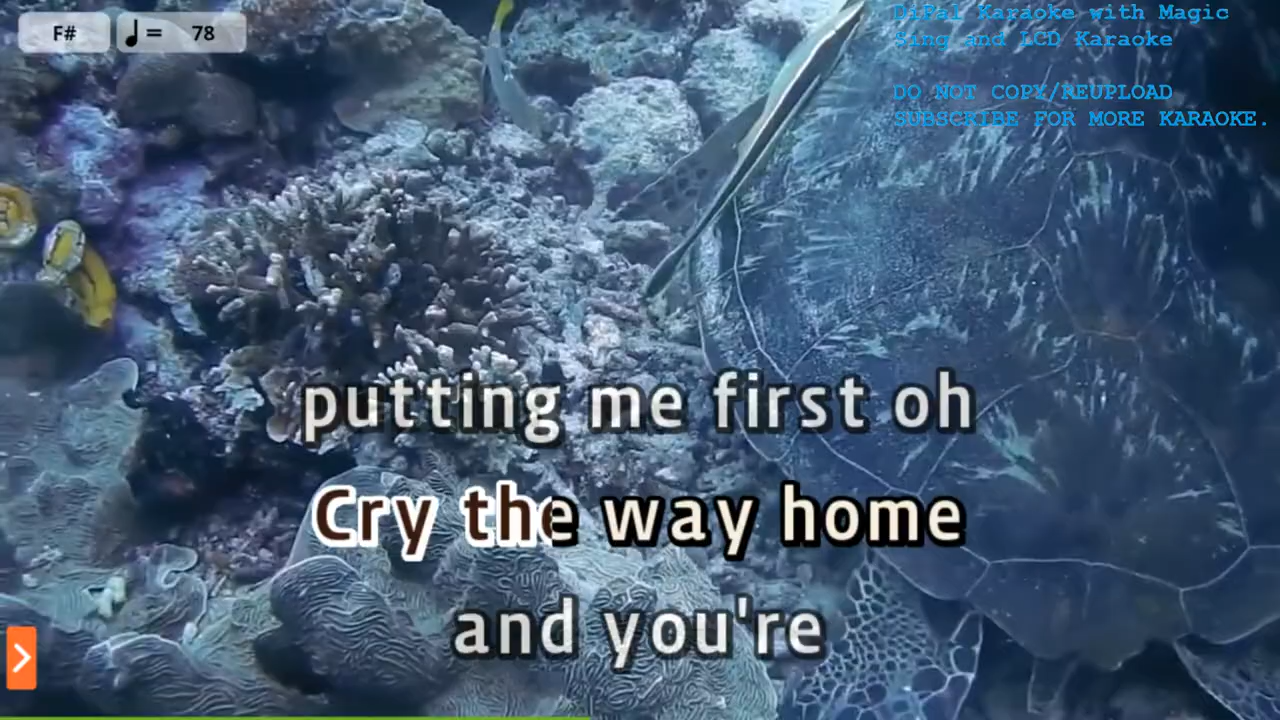 F# ♩ = 78
DiPal Karaoke with Magic
Sing and LCD Karaoke
DO NOT COPY/REUPLOAD
SUBSCRIBE FOR MORE KARAOKE.
putting me first oh
Cry the way home
and you're